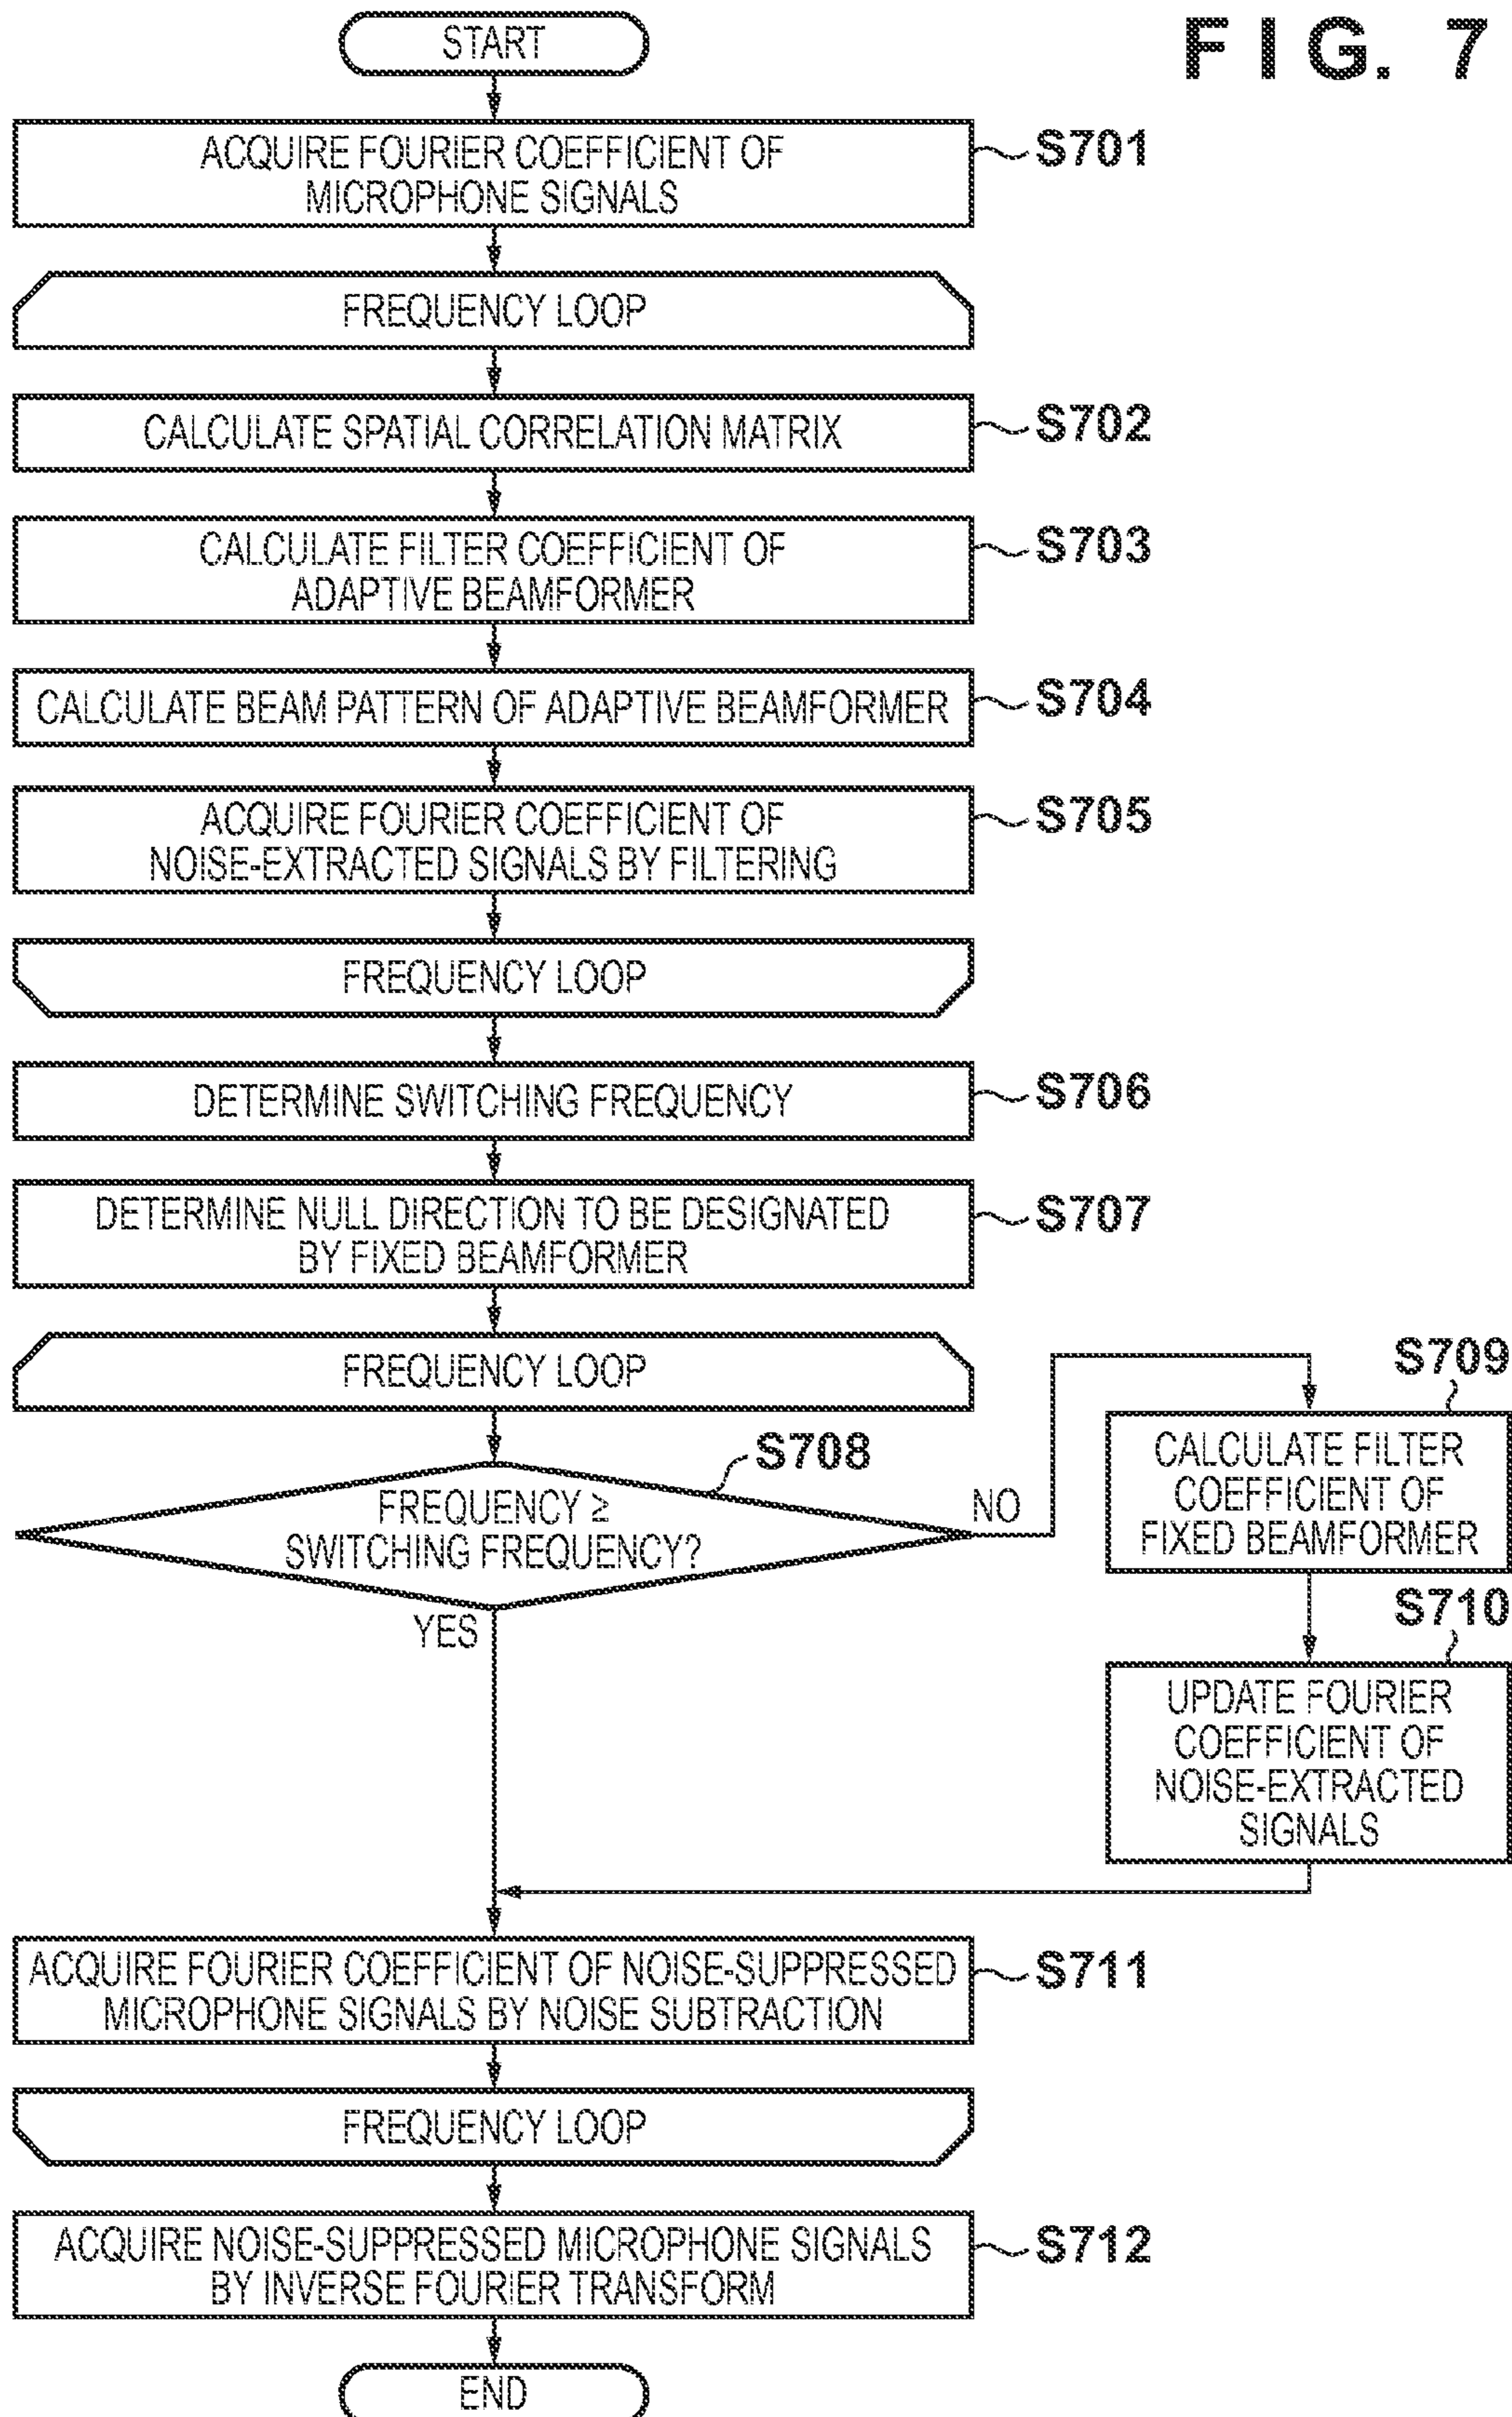 FIG. 7
START
ACQUIRE FOURIER COEFFICIENT OF
MICROPHONE SIGNALS
S701
FREQUENCY LOOP
CALCULATE SPATIAL CORRELATION MATRIX
S702
CALCULATE FILTER COEFFICIENT OF
ADAPTIVE BEAMFORMER
S703
CALCULATE BEAM PATTERN OF ADAPTIVE BEAMFORMER
S704
ACQUIRE FOURIER COEFFICIENT OF
NOISE-EXTRACTED SIGNALS BY FILTERING
S705
FREQUENCY LOOP
DETERMINE SWITCHING FREQUENCY
S706
DETERMINE NULL DIRECTION TO BE DESIGNATED
BY FIXED BEAMFORMER
S707
FREQUENCY LOOP
S708
FREQUENCY ≥
SWITCHING FREQUENCY?
NO
YES
S709
CALCULATE FILTER
COEFFICIENT OF
FIXED BEAMFORMER
S710
UPDATE FOURIER
COEFFICIENT OF
NOISE-EXTRACTED
SIGNALS
ACQUIRE FOURIER COEFFICIENT OF NOISE-SUPPRESSED
MICROPHONE SIGNALS BY NOISE SUBTRACTION
S711
FREQUENCY LOOP
ACQUIRE NOISE-SUPPRESSED MICROPHONE SIGNALS
BY INVERSE FOURIER TRANSFORM
S712
END